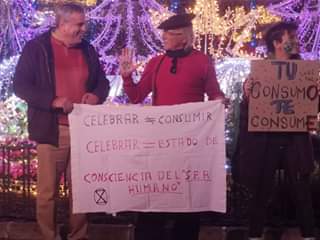 CELEBRAR ≠ CONSUMIR
CELEBRAR = ESTADO DE
CONSCIENCIA DEL "SER
HUMANO"
TU
CONSUMO
TE
CONSUME